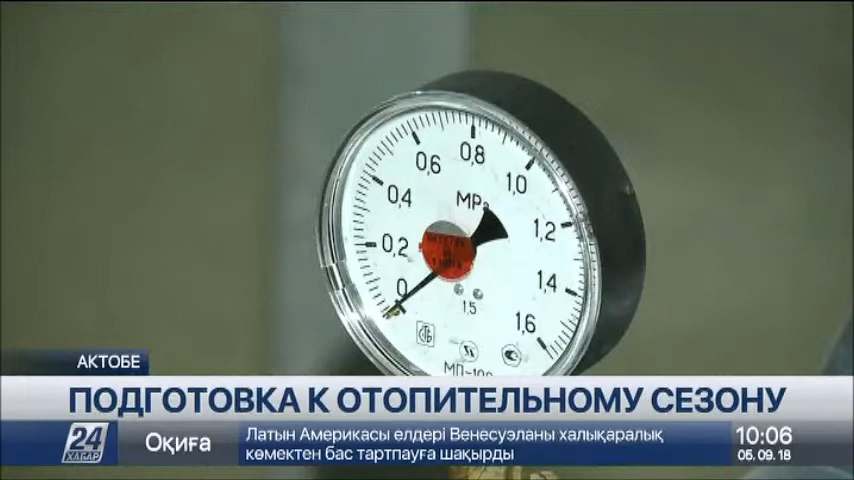 0,8
0,6
1,0
0,4
MPa
1,2
0,2
1,4
0
1,5
1,6
МП-100
АКТОБЕ
ПОДГОТОВКА К ОТОПИТЕЛЬНОМУ СЕЗОНУ
24
ХАБАР
Оқиға
Латын Америкасы елдері Венесуэланы халықаралық
көмектен бас тартпауға шақырды
10:06
05.09.18